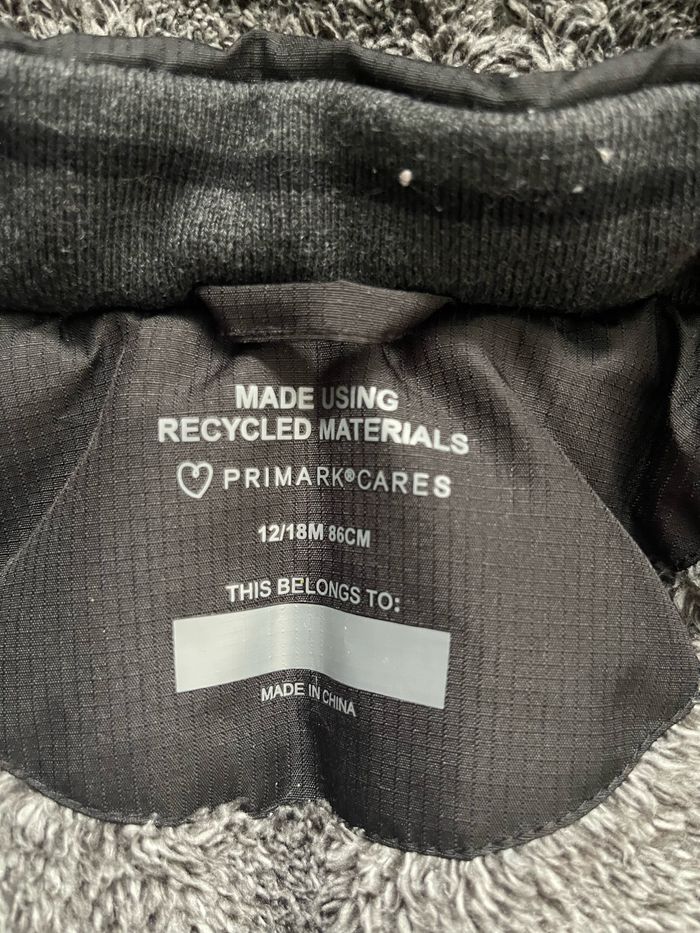 MADE USING
RECYCLED MATERIALS
PRIMARK®CARES
12/18M 86CM
THIS BELONGS TO:
MADE IN CHINA